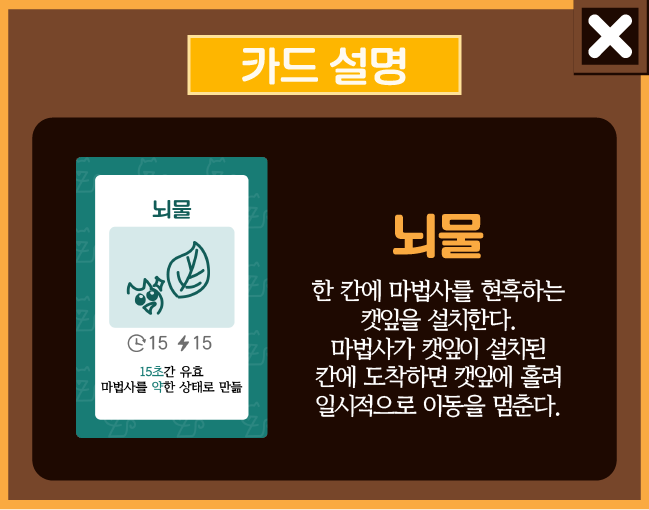 카드 설명
뇌물
15 15
15초간 유효
마법사를 약한 상태로 만듦
뇌물
한 칸에 마법사를 현혹하는
캣잎을 설치한다.
마법사가 캣잎이 설치된
칸에 도착하면 캣잎에 홀려
일시적으로 이동을 멈춘다.